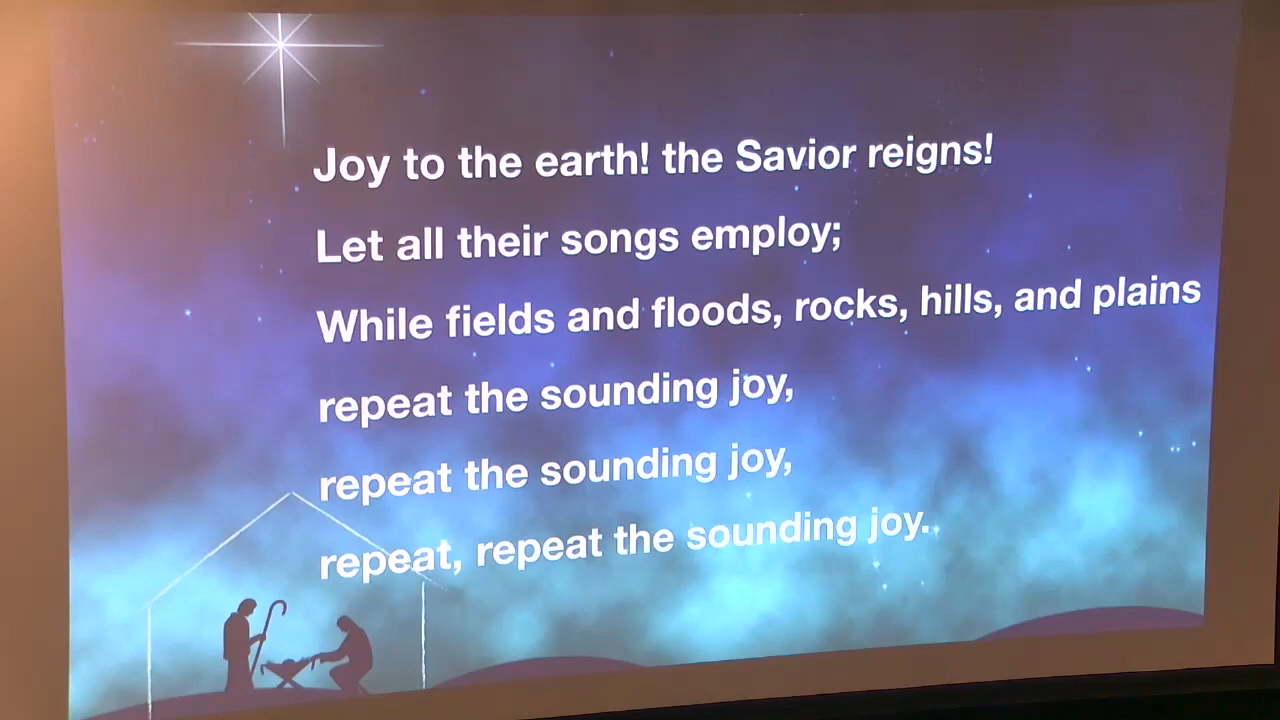 Joy to the earth! the Savior reigns!
Let all their songs employ;
While fields and floods, rocks, hills, and plains
repeat the sounding joy,
repeat the sounding joy,
repeat, repeat the sounding joy.